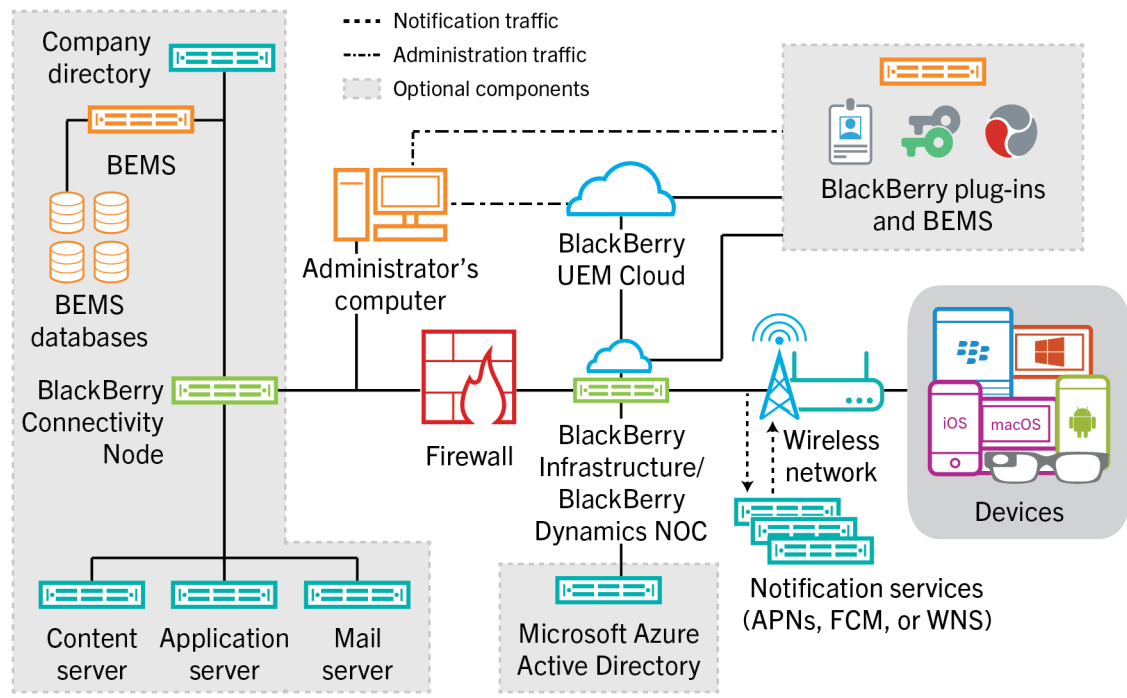 Notification traffic
Administration traffic
Optional components
Company
directory
BEMS
BEMS
databases
BlackBerry
Connectivity
Node
Content
server
Application
server
Mail
server
Administrator's
computer
Firewall
BlackBerry
UEM Cloud
BlackBerry
Infrastructure/
BlackBerry
Dynamics NOC
Microsoft Azure
Active Directory
BlackBerry plug-ins
and BEMS
Wireless
network
Notification services
(APNs, FCM, or WNS)
iOS
macOS
Devices